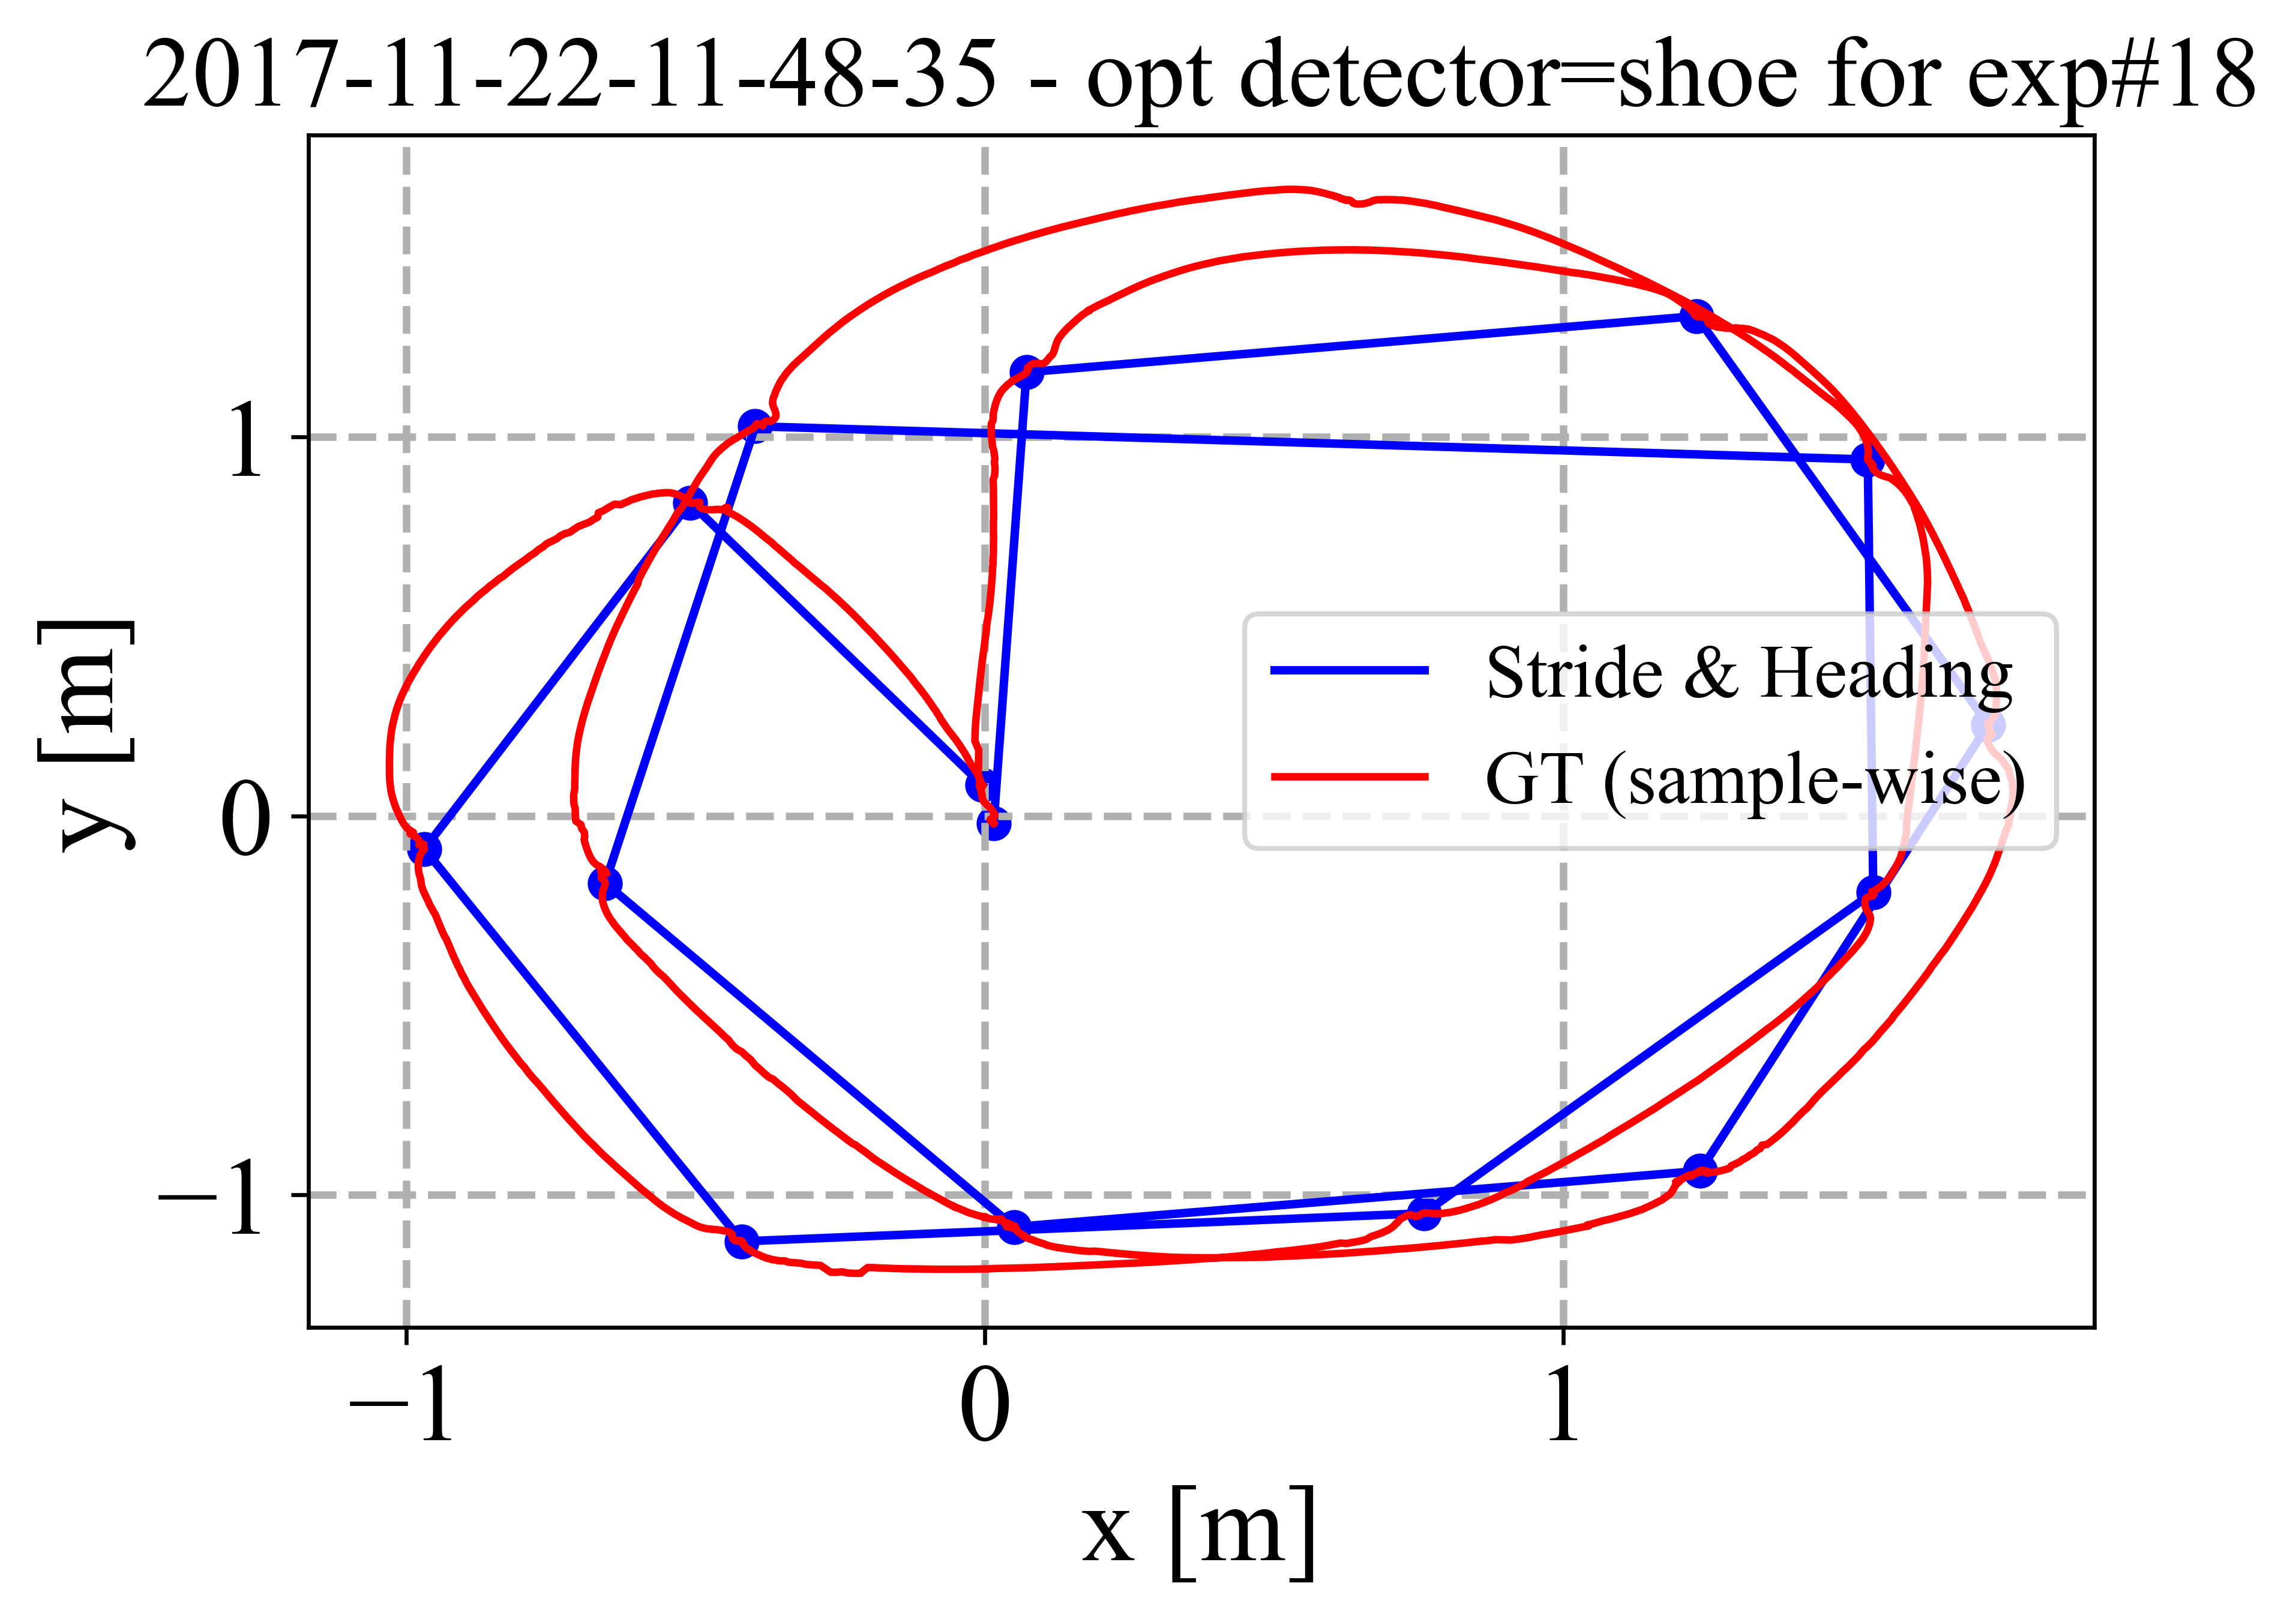 2017-11-22-11-48-35 - opt detector=shoe for exp#18
y [m]
1
0
−1
Stride & Heading
GT (sample-wise)
−1 0 1
x [m]